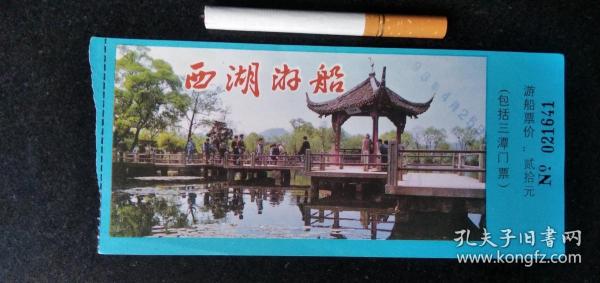 西湖游船
游船票价：贰拾元
(包括三潭门票)
Nº 021641
孔夫子旧书网
www.kongfz.com